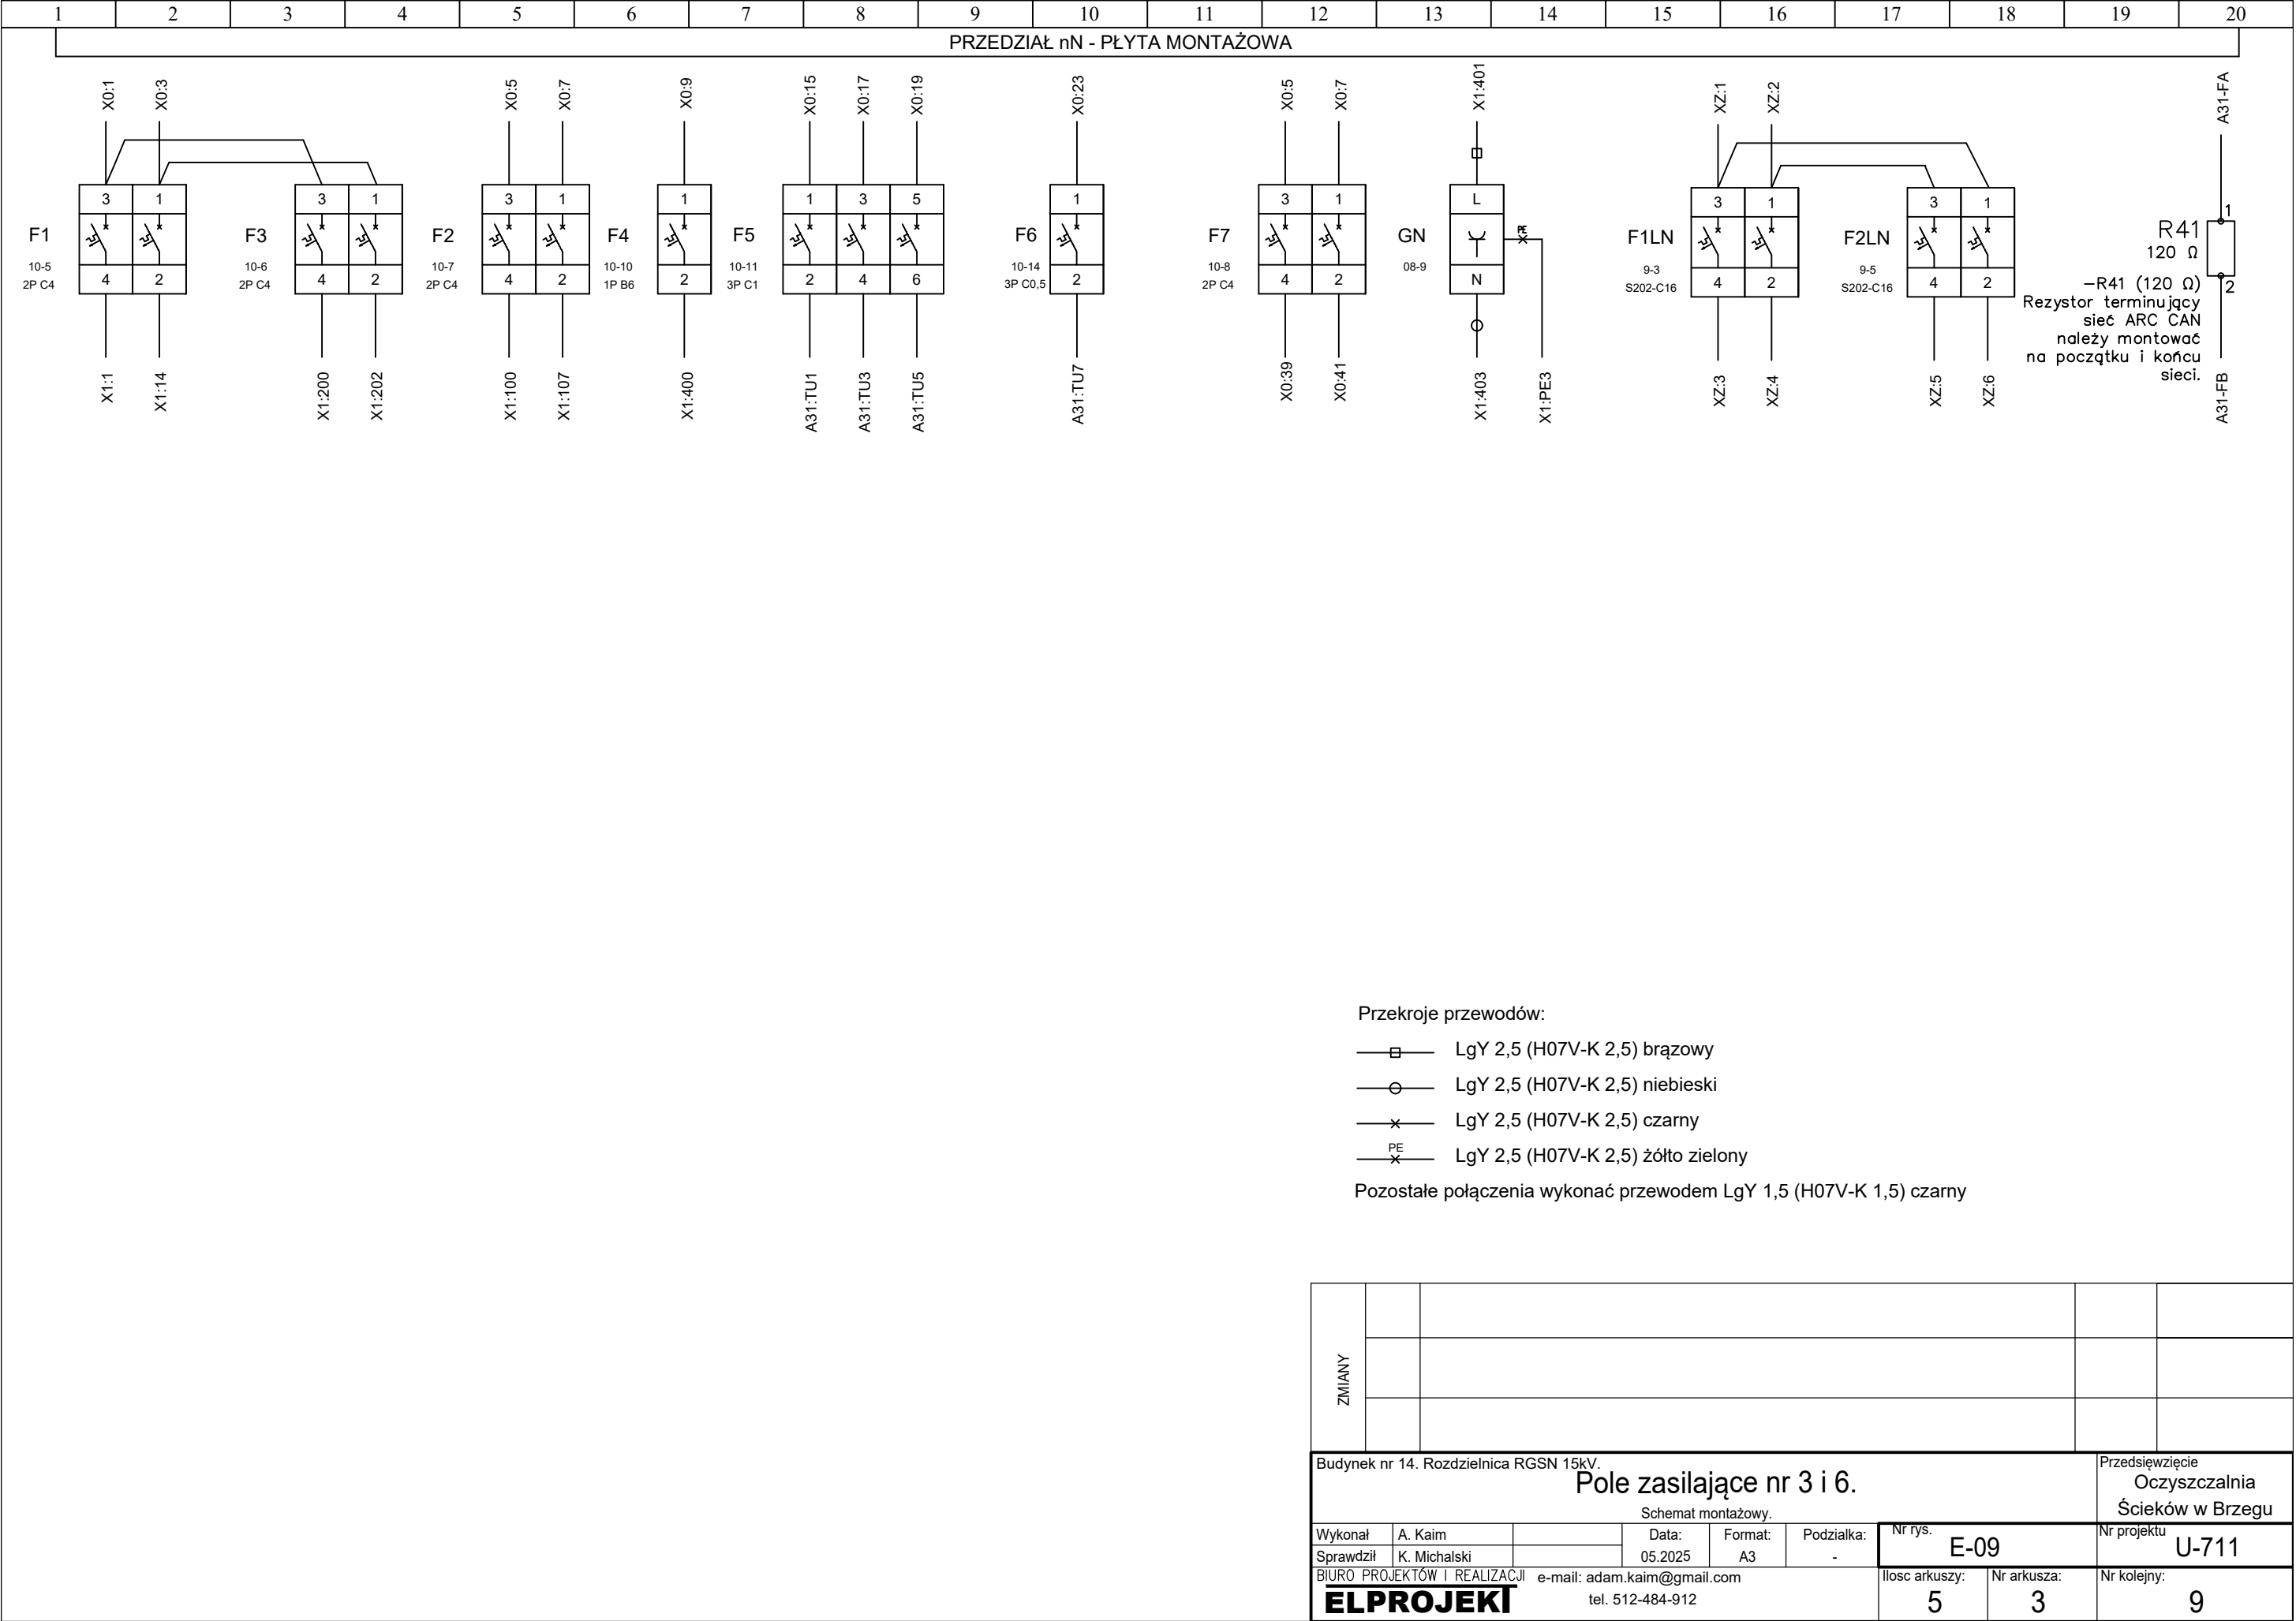 1 2 3 4 5 6 7 8 9 10 11 12 13 14 15 16 17 18 19 20
PRZEDZIAŁ nN - PŁYTA MONTAŻOWA
X0:1 X0:3 X0:5 X0:7 X0:9 X0:15 X0:17 X0:19 X0:23 X0:5 X0:7 X1:401 XZ:1 XZ:2 A31-FA
3 1 3 1 3 1 1 1 3 5 1 3 1 L 3 1 3 1 1
F1 F3 F2 F4 F5 F6 F7 GN PE F1LN F2LN R41
10-5 10-6 10-7 10-10 10-11 10-14 10-8 08-9 9-3 9-5 120 Ω
2P C4 2P C4 2P C4 1P B6 3P C1 3P C0,5 2P C4 S202-C16 S202-C16
4 2 4 2 4 2 2 2 4 6 2 4 2 N 4 2 4 2 2
–R41 (120 Ω)
Rezystor terminujący
sieć ARC CAN
należy montować
na początku i końcu
sieci.
X1:1 X1:14 X1:200 X1:202 X1:100 X1:107 X1:400 A31:TU1 A31:TU3 A31:TU5 A31:TU7 X0:39 X0:41 X1:403 X1:PE3 XZ:3 XZ:4 XZ:5 XZ:6 A31-FB
Przekroje przewodów:
LgY 2,5 (H07V-K 2,5) brązowy
LgY 2,5 (H07V-K 2,5) niebieski
LgY 2,5 (H07V-K 2,5) czarny
PE LgY 2,5 (H07V-K 2,5) żółto zielony
Pozostałe połączenia wykonać przewodem LgY 1,5 (H07V-K 1,5) czarny
ZMIANY
Budynek nr 14. Rozdzielnica RGSN 15kV.
Pole zasilające nr 3 i 6.
Schemat montażowy.
Przedsięwzięcie
Oczyszczalnia
Ścieków w Brzegu
Wykonał A. Kaim Data: Format: Podzialka: Nr rys. E-09 Nr projektu U-711
Sprawdził K. Michalski 05.2025 A3 -
BIURO PROJEKTÓW I REALIZACJI e-mail: adam.kaim@gmail.com Ilosc arkuszy: Nr arkusza: Nr kolejny:
ELPROJEKT tel. 512-484-912 5 3 9